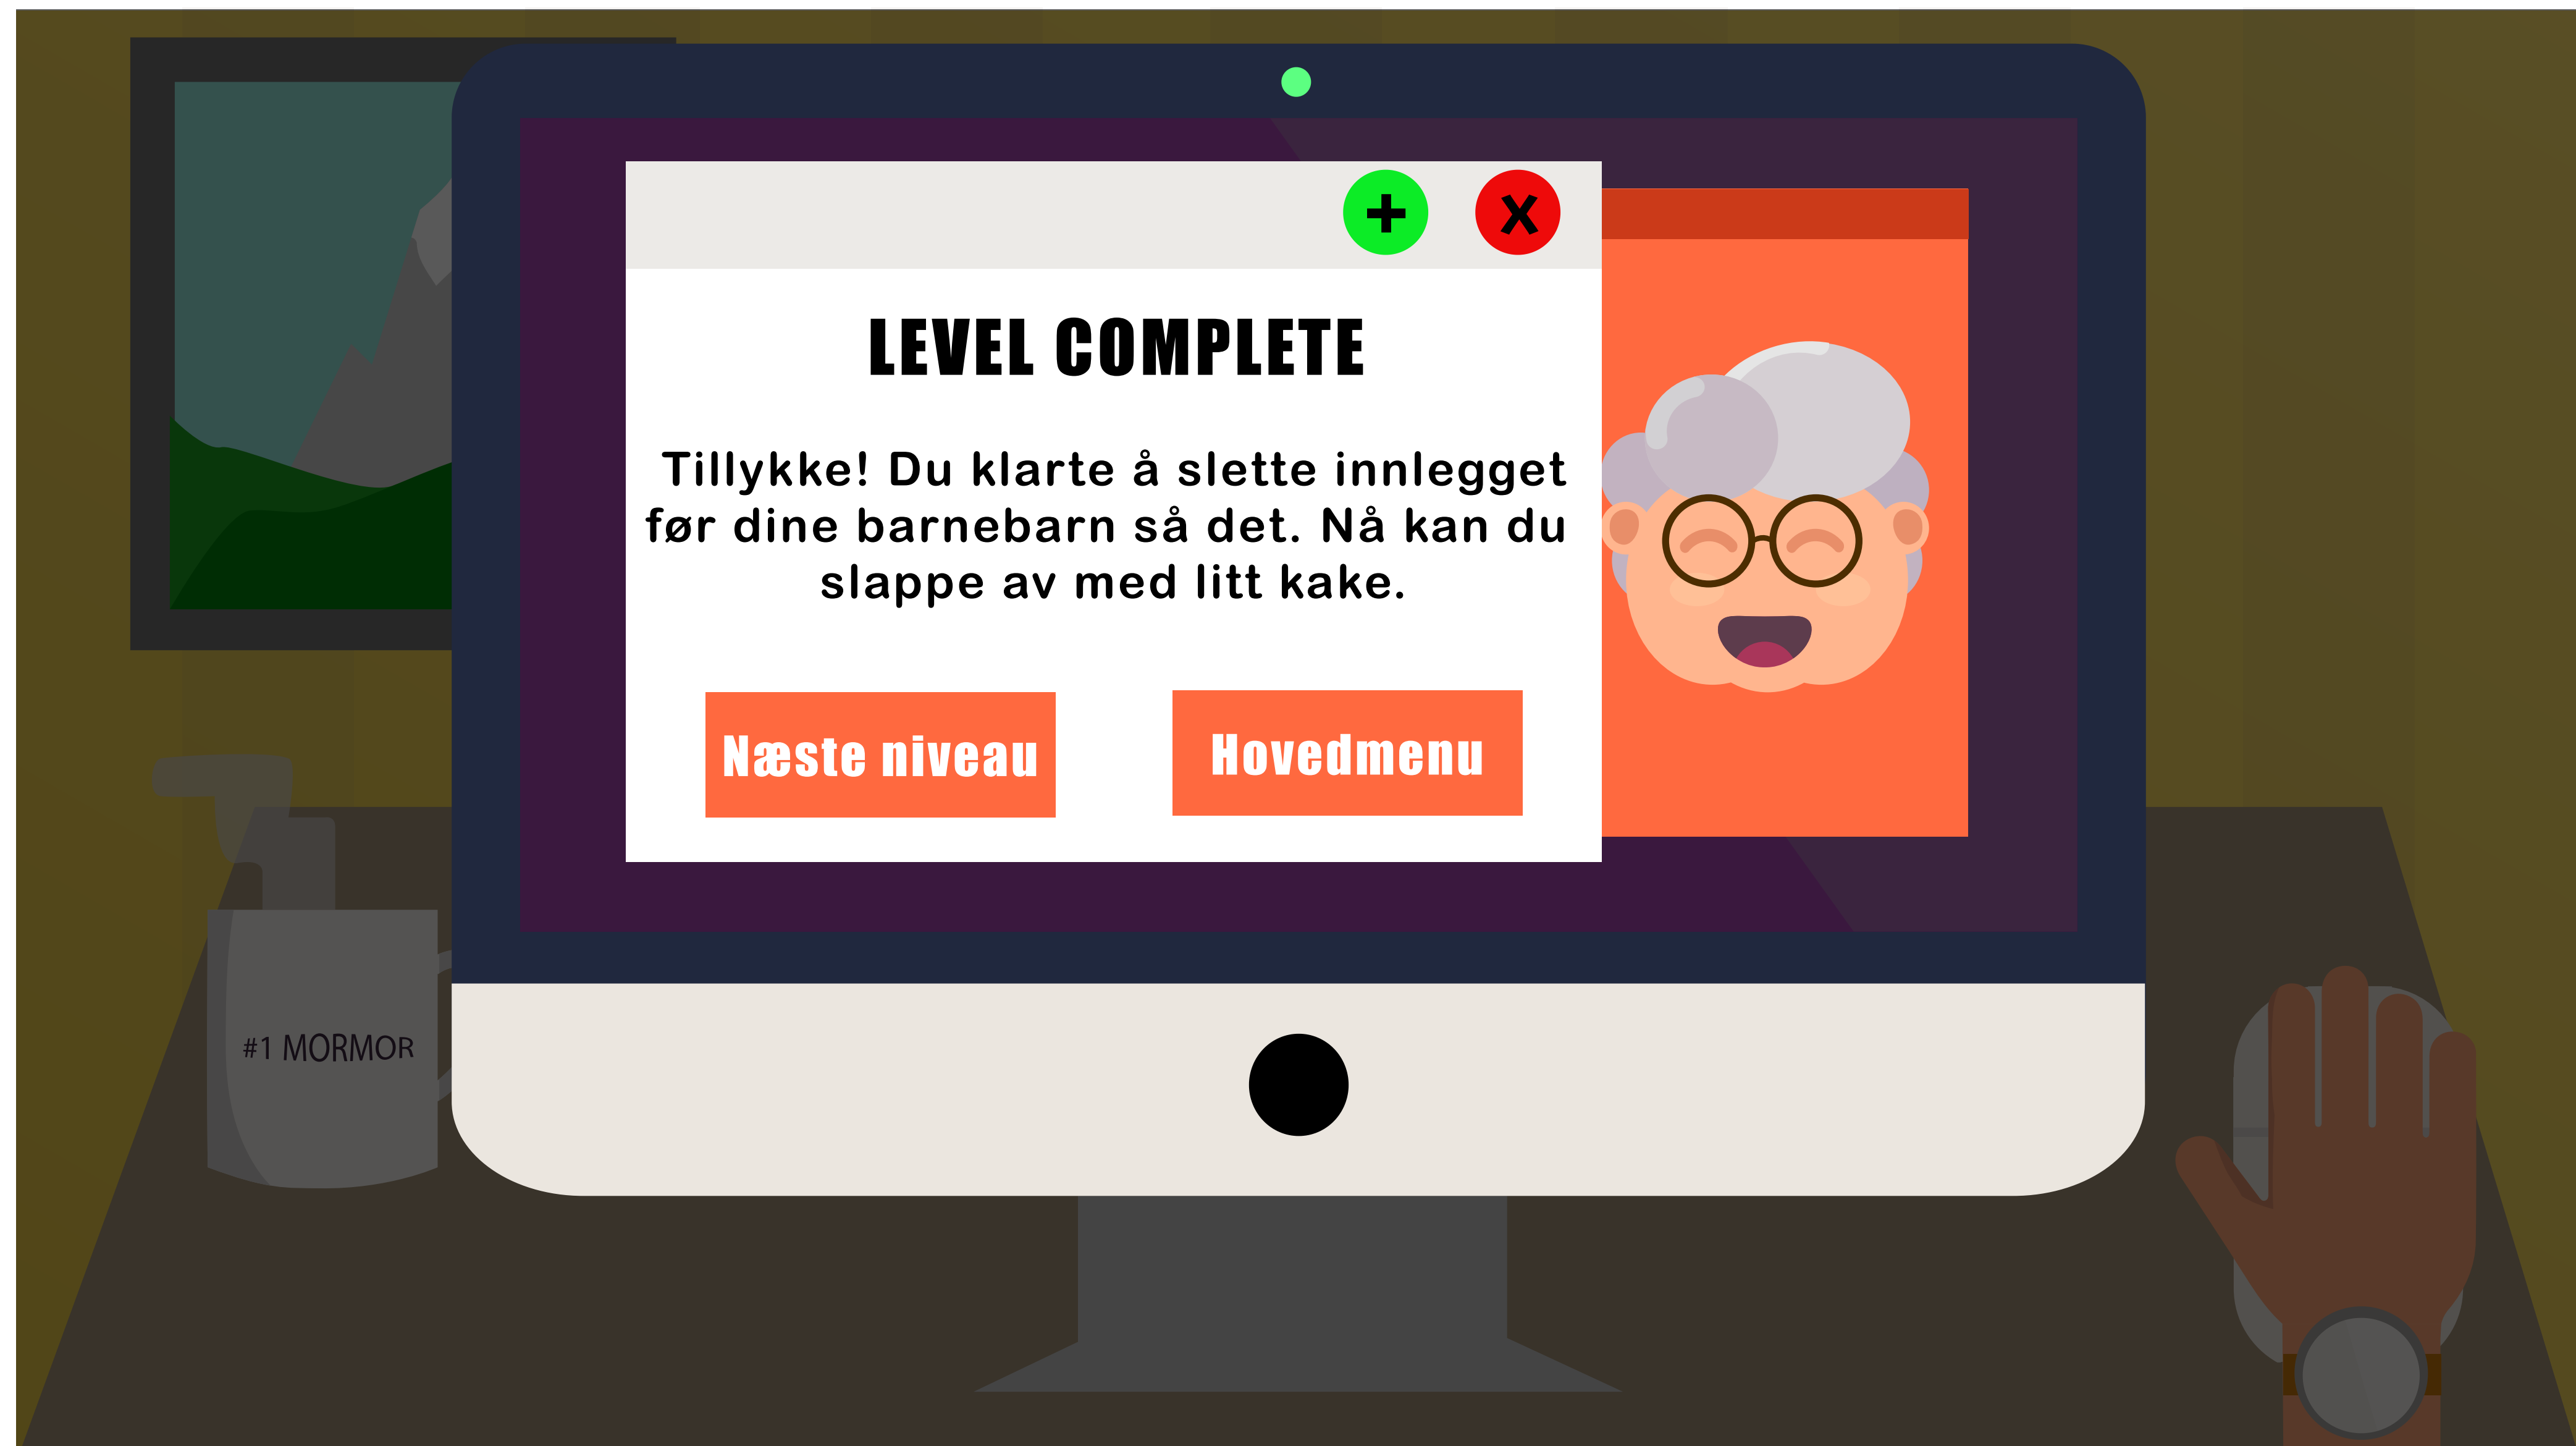 + x
LEVEL COMPLETE
Tillykke! Du klarte å slette innlegget
før dine barnebarn så det. Nå kan du
slappe av med litt kake.
Næste niveau
Hovedmenu
#1 MORMOR